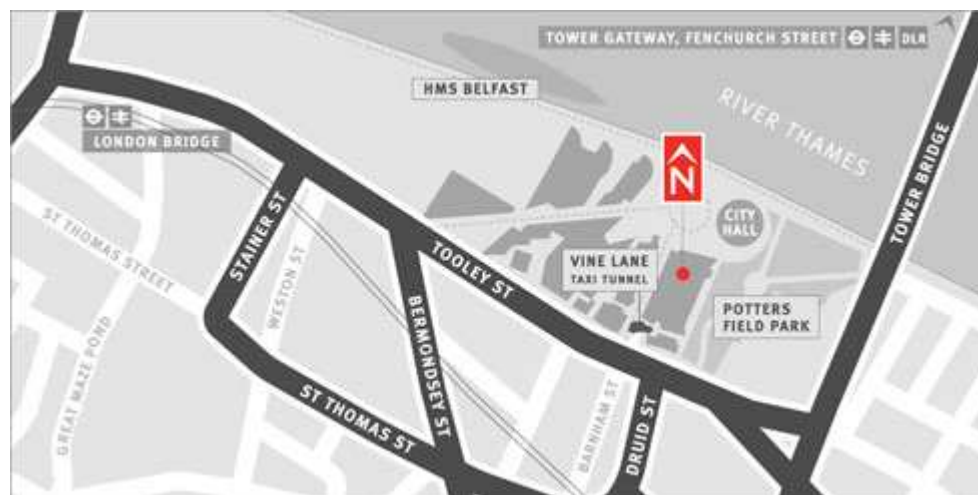 TOWER GATEWAY, FENCHURCH STREET DLR
HMS BELFAST
RIVER THAMES
LONDON BRIDGE
N
TOWER BRIDGE
CITY
HALL
STAINER ST
ST THOMAS STREET
WESTON ST
TOOLEY ST
VINE LANE
TAXI TUNNEL
POTTERS
FIELD PARK
BERMONDSEY ST
GREAT MAZE POND
ST THOMAS ST
BARNHAM ST
DRUID ST